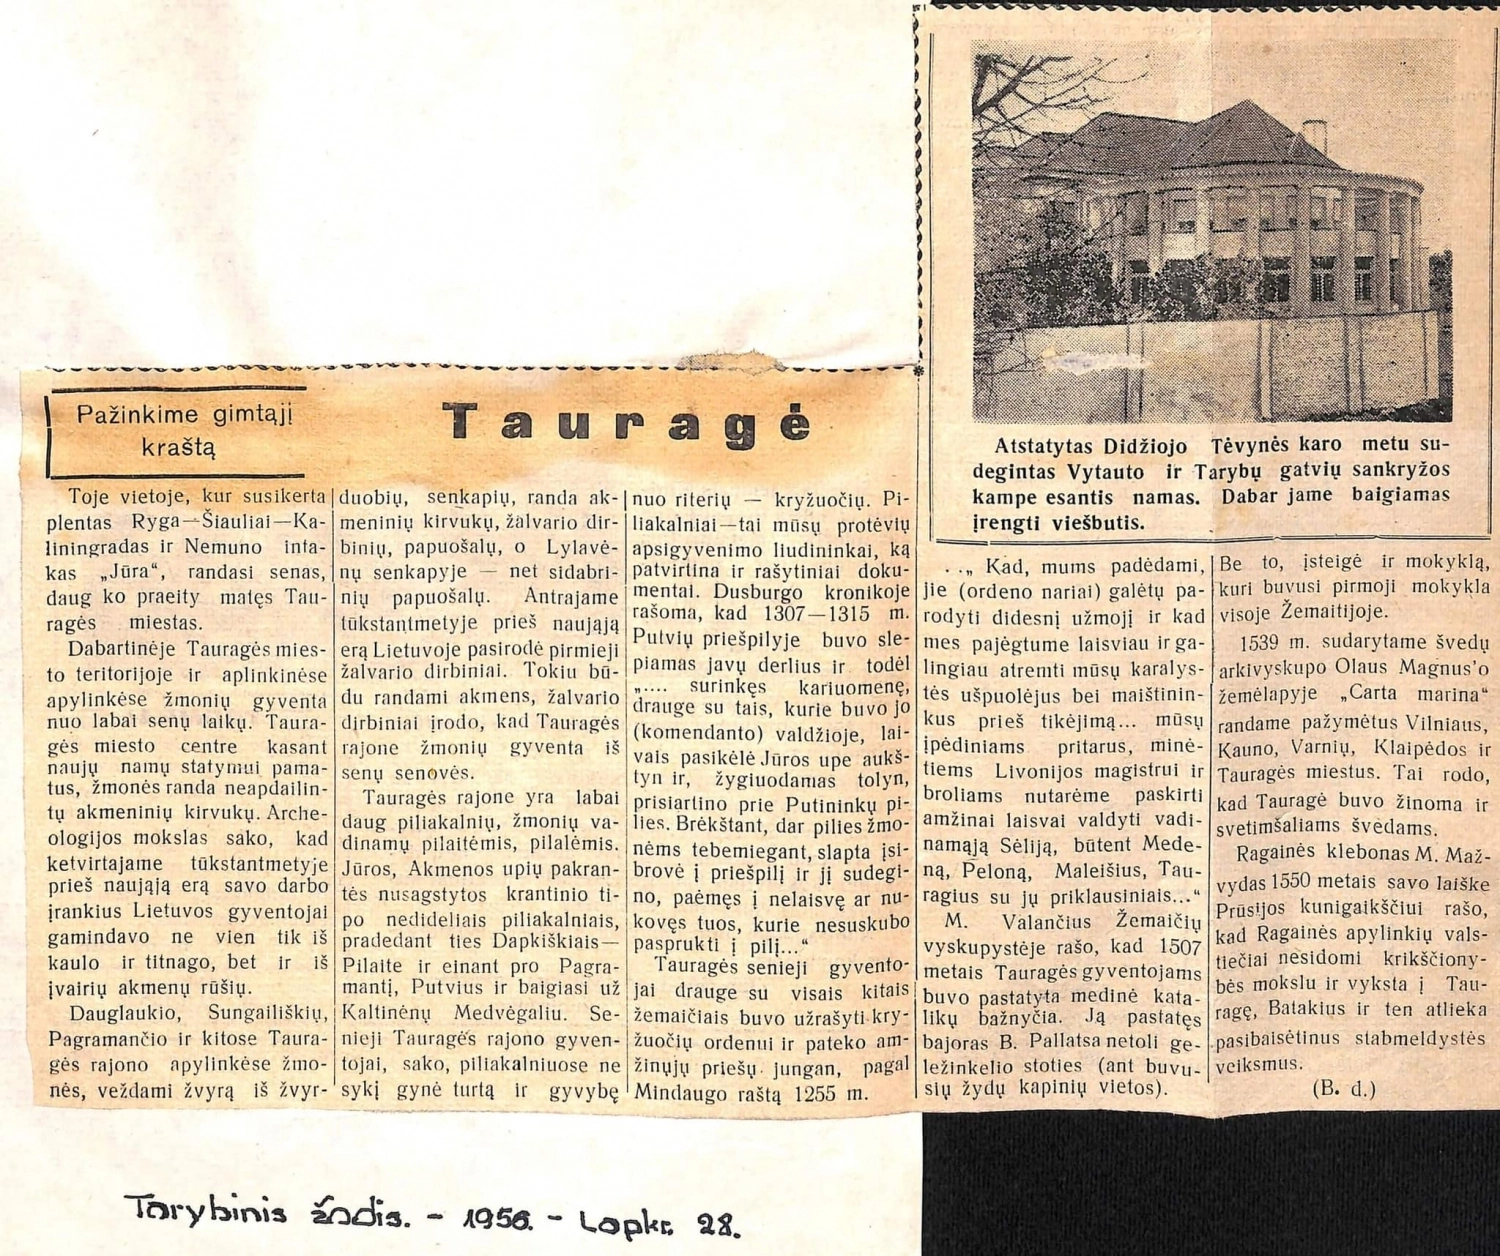 Pažinkime gimtąjį
kraštą
Tauragė
Toje vietoje, kur susikerta
plentas Ryga—Šiauliai—Ka-
liningradas ir Nemuno inta-
kas „Jūra“, randasi senas,
daug ko praeity matęs Tau-
ragės miestas.
Dabartinėje Tauragės mies-
to teritorijoje ir aplinkinėse
apylinkėse žmonių gyventa
nuo labai senų laikų. Taura-
gės miesto centre kasant
naujų namų statymui pama-
tus, žmonės randa neapdailin-
tų akmeninių kirvukų. Arche-
ologijos mokslas sako, kad
ketvirtajame tūkstantmetyje
prieš naująją erą savo darbo
įrankius Lietuvos gyventojai
gamindavo ne vien tik iš
kaulo ir titnago, bet ir iš
įvairių akmenų rūšių.
Dauglaukio, Sungailiškių,
Pagramančio ir kitose Taura-
gės rajono apylinkėse žmo-
nės, veždami žvyrą iš žvyr-
duobių, senkapių, randa ak-
meninių kirvukų, žalvario dir-
binių, papuošalų, o Lylavė-
nų senkapyje — net sidabri-
nių papuošalų. Antrajame
tūkstantmetyje prieš naująją
erą Lietuvoje pasirodė pirmieji
žalvario dirbiniai. Tokiu bū-
du randami akmens, žalvario
dirbiniai įrodo, kad Tauragės
rajone žmonių gyventa iš
senų senovės.
Tauragės rajone yra labai
daug piliakalnių, žmonių va-
dinamų pilaitėmis, pilalėmis.
Jūros, Akmenos upių pakran-
tės nusagstytos krantinio ti-
po nedideliais piliakalniais,
pradedant ties Dapkiškiais—
Pilaite ir einant pro Pagra-
mantį, Putvius ir baigiasi už
Kaltinėnų Medvėgaliu. Se-
nieji Tauragės rajono gyven-
tojai, sako, piliakalniuose ne
sykį gynė turtą ir gyvybę
nuo riterių — kryžuočių. Pi-
liakalniai—tai mūsų protėvių
apsigyvenimo liudininkai, ką
patvirtina ir rašytiniai doku-
mentai. Dusburgo kronikoje
rašoma, kad 1307—1315 m.
Putvių priešpilyje buvo sle-
piamas javų derlius ir todėl
„.... surinkęs kariuomenę,
drauge su tais, kurie buvo jo
(komendanto) valdžioje, lai-
vais pasikėlė Jūros upe aukš-
tyn ir, žygiuodamas tolyn,
prisiartino prie Putininkų pi-
lies. Brėkštant, dar pilies žmo-
nėms tebemiegant, slapta įsi-
brovė į priešpilį ir jį sudegi-
no, paėmęs į nelaisvę ar nu-
kovęs tuos, kurie nesuskubo
pasprukti į pilį...“
Tauragės senieji gyvento-
jai drauge su visais kitais
žemaičiais buvo užrašyti kry-
žuočių ordenui ir pateko am-
žinųjų priešų jungan, pagal
Mindaugo raštą 1255 m.
Atstatytas Didžiojo Tėvynės karo metu su-
degintas Vytauto ir Tarybų gatvių sankryžos
kampe esantis namas. Dabar jame baigiamas
įrengti viešbutis.
..„ Kad, mums padėdami,
jie (ordeno nariai) galėtų pa-
rodyti didesnį užmojį ir kad
mes pajėgtume laisviau ir ga-
lingiau atremti mūsų karalys-
tės ušpuolėjus bei maištinin-
kus prieš tikėjimą... mūsų
įpėdiniams pritarus, minė-
tiems Livonijos magistrui ir
broliams nutarėme paskirti
amžinai laisvai valdyti vadi-
namąją Sėliją, būtent Mede-
ną, Peloną, Maleišius, Tau-
ragius su jų priklausiniais...“
M. Valančius Žemaičių
vyskupystėje rašo, kad 1507
metais Tauragės gyventojams
buvo pastatyta medinė kata-
likų bažnyčia. Ją pastatęs
bajoras B. Pallatsa netoli ge-
ležinkelio stoties (ant buvu-
sių žydų kapinių vietos).
Be to, įsteigė ir mokyklą,
kuri buvusi pirmoji mokykla
visoje Žemaitijoje.
1539 m. sudarytame švedų
arkivyskupo Olaus Magnus’o
žemėlapyje „Carta marina“
randame pažymėtus Vilniaus,
Kauno, Varnių, Klaipėdos ir
Tauragės miestus. Tai rodo,
kad Tauragė buvo žinoma ir
svetimšaliams švedams.
Ragainės klebonas M. Maž-
vydas 1550 metais savo laiške
Prūsijos kunigaikščiui rašo,
kad Ragainės apylinkių vals-
tiečiai nesidomi krikščiony-
bės mokslu ir vyksta į Tau-
ragę, Batakius ir ten atlieka
pasibaisėtinus stabmeldystės
veiksmus.
(B. d.)
Tarybinis žodis. - 1956. - Lapkr. 28.